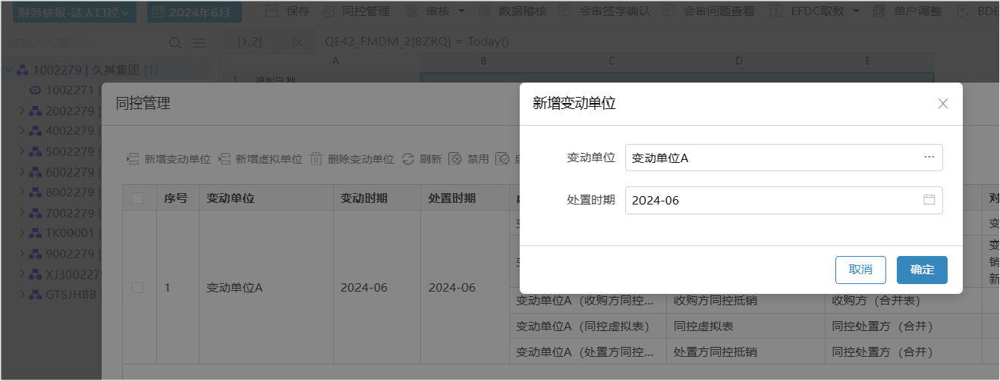 财务快报-法人口径 2024年6月 保存 同控管理 审核 数据稽核 会审签字确认 会审问题查看 EFDC取数 单户调整 BDE
请输入关键字... [1,2] fx QE42_FMDM_2[BZRQ] = Today()
A B C D E
1002279 | 久其集团 [1]
1 编制日期
1002271 |
2002279 |
4002279 |
5002279 |
6002279 |
8002279 |
7002279 |
TK00001 |
9002279 |
XJ3002279
GTSJHBB
同控管理
新增变动单位 新增虚拟单位 删除变动单位 刷新 禁用
序号 变动单位 变动时期 处置时期 对
变
变
销
新
1 变动单位A 2024-06 2024-06
变动单位A（收购方同控... 收购方同控抵销 收购方（合并表）
变动单位A（同控虚拟表） 同控虚拟表 同控处置方（合并）
变动单位A（处置方同控... 处置方同控抵销 同控处置方（合并）
新增变动单位
变动单位 变动单位A ...
处置时期 2024-06
取消 确定